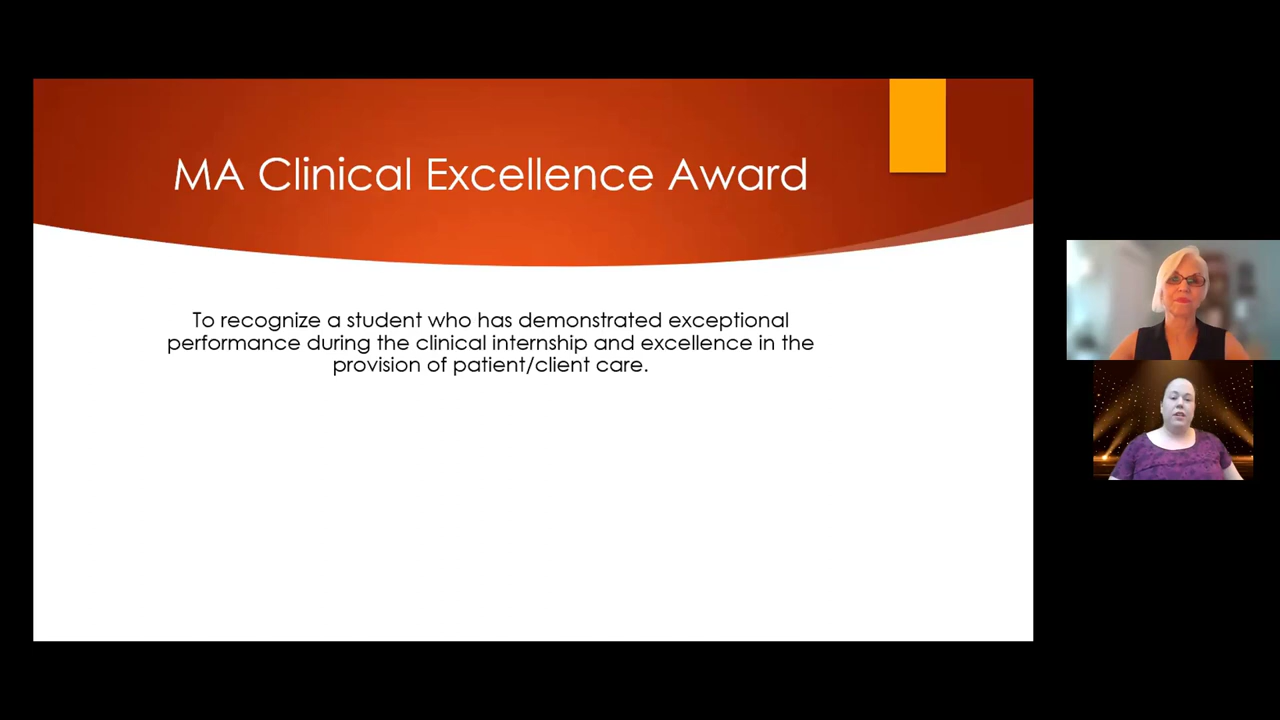 MA Clinical Excellence Award
To recognize a student who has demonstrated exceptional
performance during the clinical internship and excellence in the
provision of patient/client care.